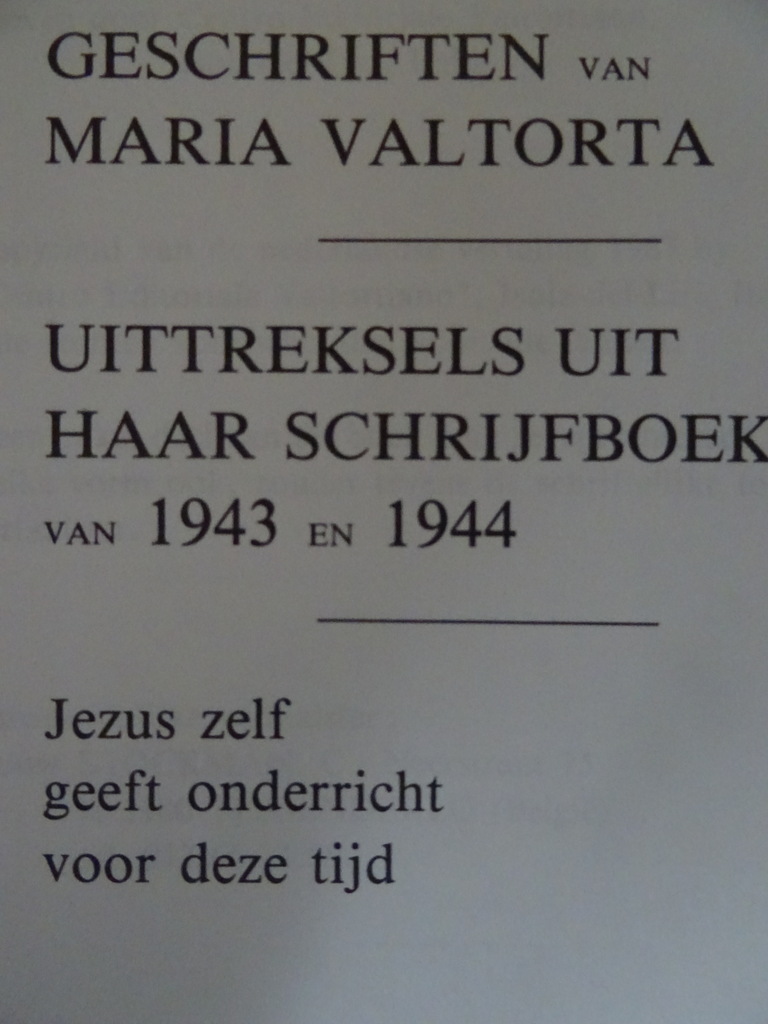 GESCHRIFTEN VAN
MARIA VALTORTA
UITTREKSELS UIT
HAAR SCHRIJFBOEK
VAN 1943 EN 1944
Jezus zelf
geeft onderricht
voor deze tijd